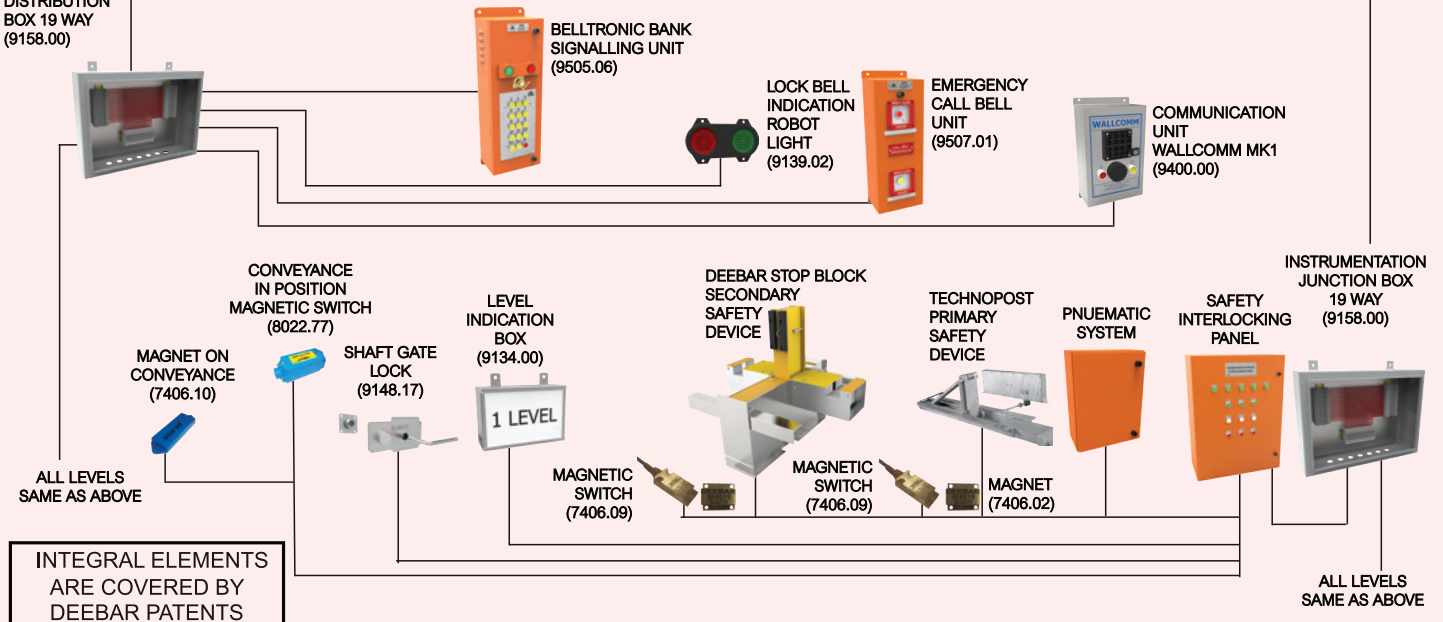 DISTRIBUTION
BOX 19 WAY
(9158.00)
BELLTRONIC BANK
SIGNALLING UNIT
(9505.06)
LOCK BELL
INDICATION
ROBOT
LIGHT
(9139.02)
EMERGENCY
CALL BELL
UNIT
(9507.01)
WALLCOMM
COMMUNICATION
UNIT
WALLCOMM MK1
(9400.00)
MAGNET ON
CONVEYANCE
(7406.10)
CONVEYANCE
IN POSITION
MAGNETIC SWITCH
(8022.77)
SHAFT GATE
LOCK
(9148.17)
LEVEL
INDICATION
BOX
(9134.00)
1 LEVEL
DEEBAR STOP BLOCK
SECONDARY
SAFETY
DEVICE
TECHNOPOST
PRIMARY
SAFETY
DEVICE
PNUEMATIC
SYSTEM
SAFETY
INTERLOCKING
PANEL
INSTRUMENTATION
JUNCTION BOX
19 WAY
(9158.00)
ALL LEVELS
SAME AS ABOVE
MAGNETIC
SWITCH
(7406.09)
DEEBAR
MAGNETIC
SWITCH
(7406.09)
MAGNET
(7406.02)
ALL LEVELS
SAME AS ABOVE
INTEGRAL ELEMENTS
ARE COVERED BY
DEEBAR PATENTS